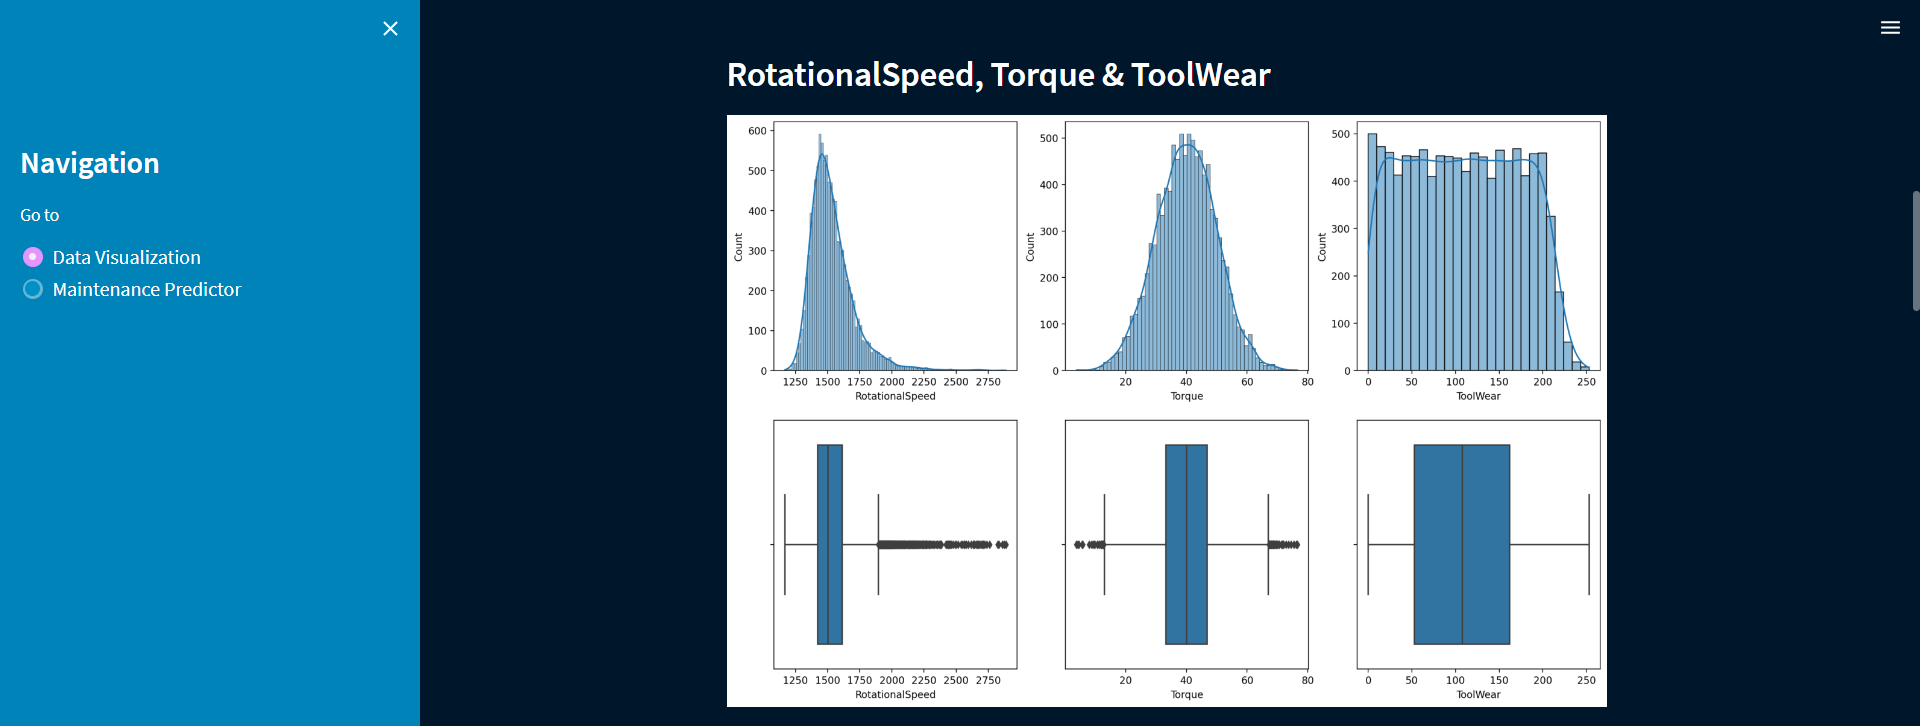 Navigation
Go to
Data Visualization
Maintenance Predictor
RotationalSpeed, Torque & ToolWear
600
500
400
300
200
100
0
Count
1250 1500 1750 2000 2250 2500 2750
RotationalSpeed
500
400
300
200
100
0
Count
20 40 60 80
Torque
500
400
300
200
100
0
Count
0 50 100 150 200 250
ToolWear
1250 1500 1750 2000 2250 2500 2750
RotationalSpeed
20 40 60 80
Torque
0 50 100 150 200 250
ToolWear